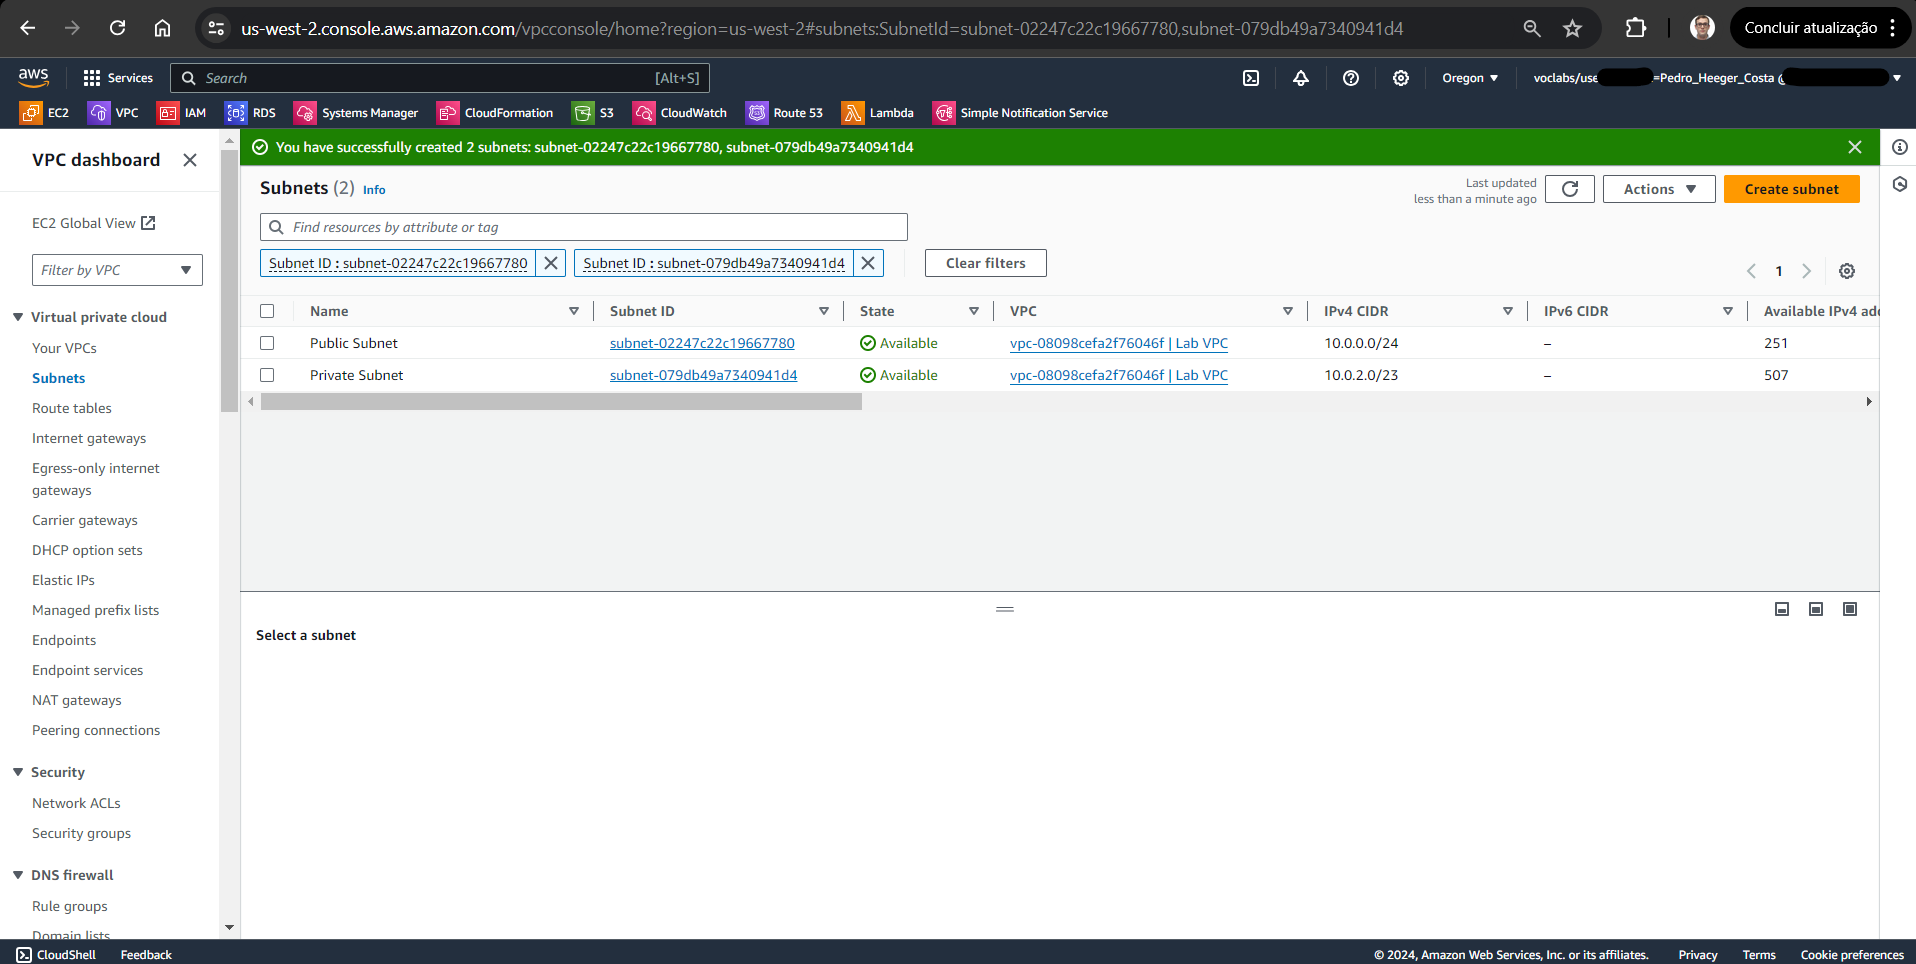 us-west-2.console.aws.amazon.com/vpcconsole/home?region=us-west-2#subnets:SubnetId=subnet-02247c22c19667780,subnet-079db49a7340941d4
Concluir atualização
aws
Services
Search
[Alt+S]
Oregon
voclabs/use
=Pedro_Heeger_Costa @
EC2
VPC
IAM
RDS
Systems Manager
CloudFormation
S3
CloudWatch
Route 53
Lambda
Simple Notification Service
VPC dashboard
EC2 Global View
Filter by VPC
Virtual private cloud
Your VPCs
Subnets
Route tables
Internet gateways
Egress-only internet
gateways
Carrier gateways
DHCP option sets
Elastic IPs
Managed prefix lists
Endpoints
Endpoint services
NAT gateways
Peering connections
Security
Network ACLs
Security groups
DNS firewall
Rule groups
Domain lists
You have successfully created 2 subnets: subnet-02247c22c19667780, subnet-079db49a7340941d4
Subnets (2) Info
Last updated
less than a minute ago
Actions
Create subnet
Find resources by attribute or tag
Subnet ID : subnet-02247c22c19667780
Subnet ID : subnet-079db49a7340941d4
Clear filters
1
Name Subnet ID State VPC IPv4 CIDR IPv6 CIDR Available IPv4 add
Public Subnet subnet-02247c22c19667780 Available vpc-08098cefa2f76046f | Lab VPC 10.0.0.0/24 – 251
Private Subnet subnet-079db49a7340941d4 Available vpc-08098cefa2f76046f | Lab VPC 10.0.2.0/23 – 507
Select a subnet
CloudShell
Feedback
© 2024, Amazon Web Services, Inc. or its affiliates.
Privacy
Terms
Cookie preferences